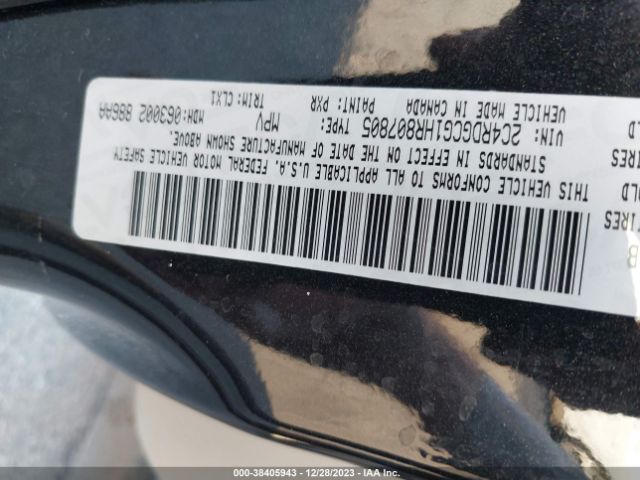 THIS VEHICLE CONFORMS TO ALL APPLICABLE U.S.A. FEDERAL MOTOR VEHICLE SAFETY
STANDARDS IN EFFECT ON THE DATE OF MANUFACTURE SHOWN ABOVE.
VIN: 2C4RDGCG1HR807805 TYPE: MPV MDH:063002 886AA
VEHICLE MADE IN CANADA PAINT: PXR TRIM: CLX1
000-38405943 • 12/28/2023 • IAA Inc.